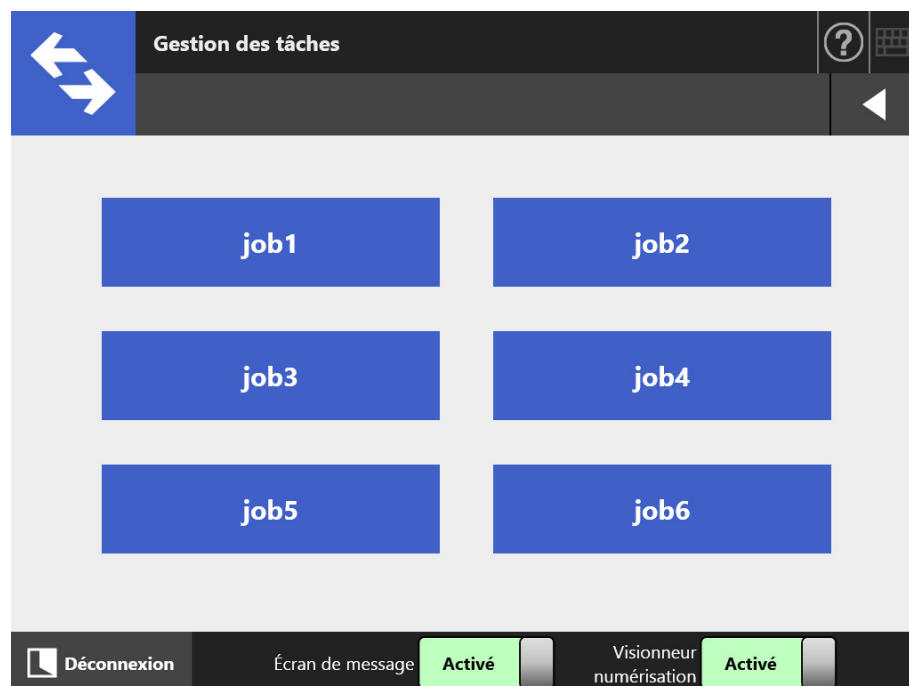 Gestion des tâches
?
job1
job2
job3
job4
job5
job6
Déconnexion
Écran de message
Activé
Visionneur
numérisation
Activé